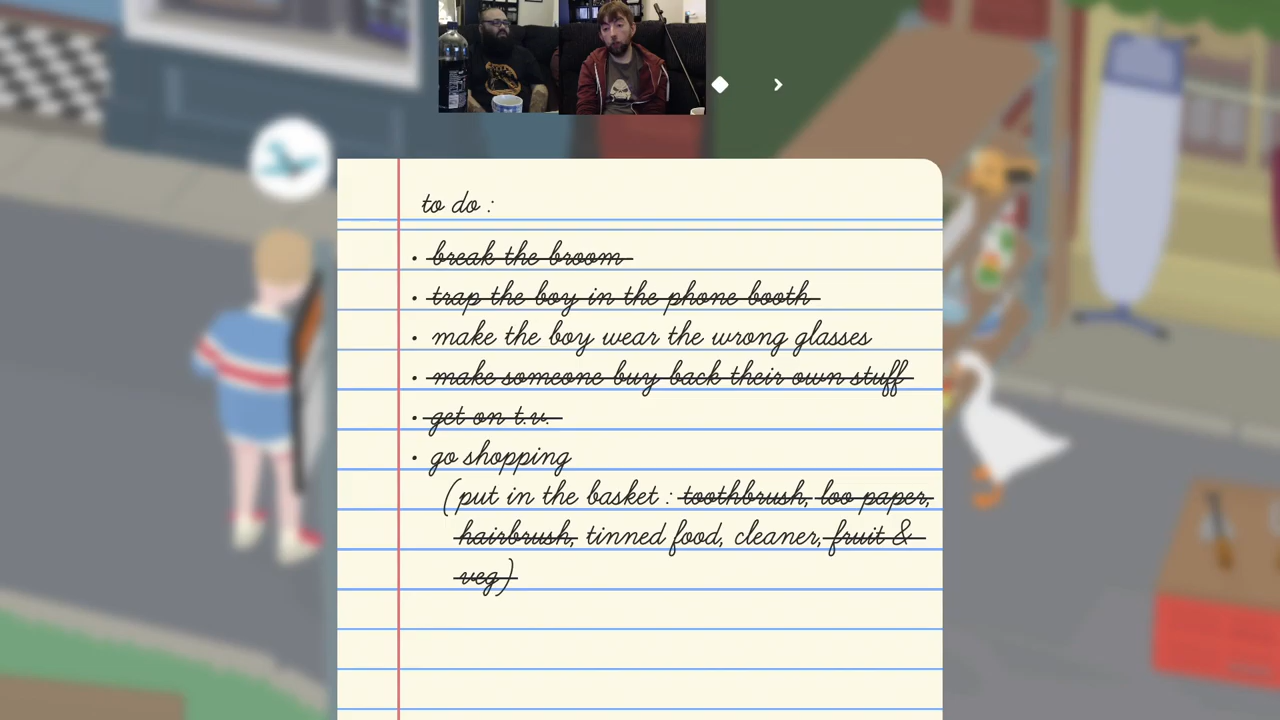 to do :
• break the broom
• trap the boy in the phone booth
• make the boy wear the wrong glasses
• make someone buy back their own stuff
• get on t.v.
• go shopping
(put in the basket : toothbrush, loo paper,
hairbrush, tinned food, cleaner, fruit &
veg)